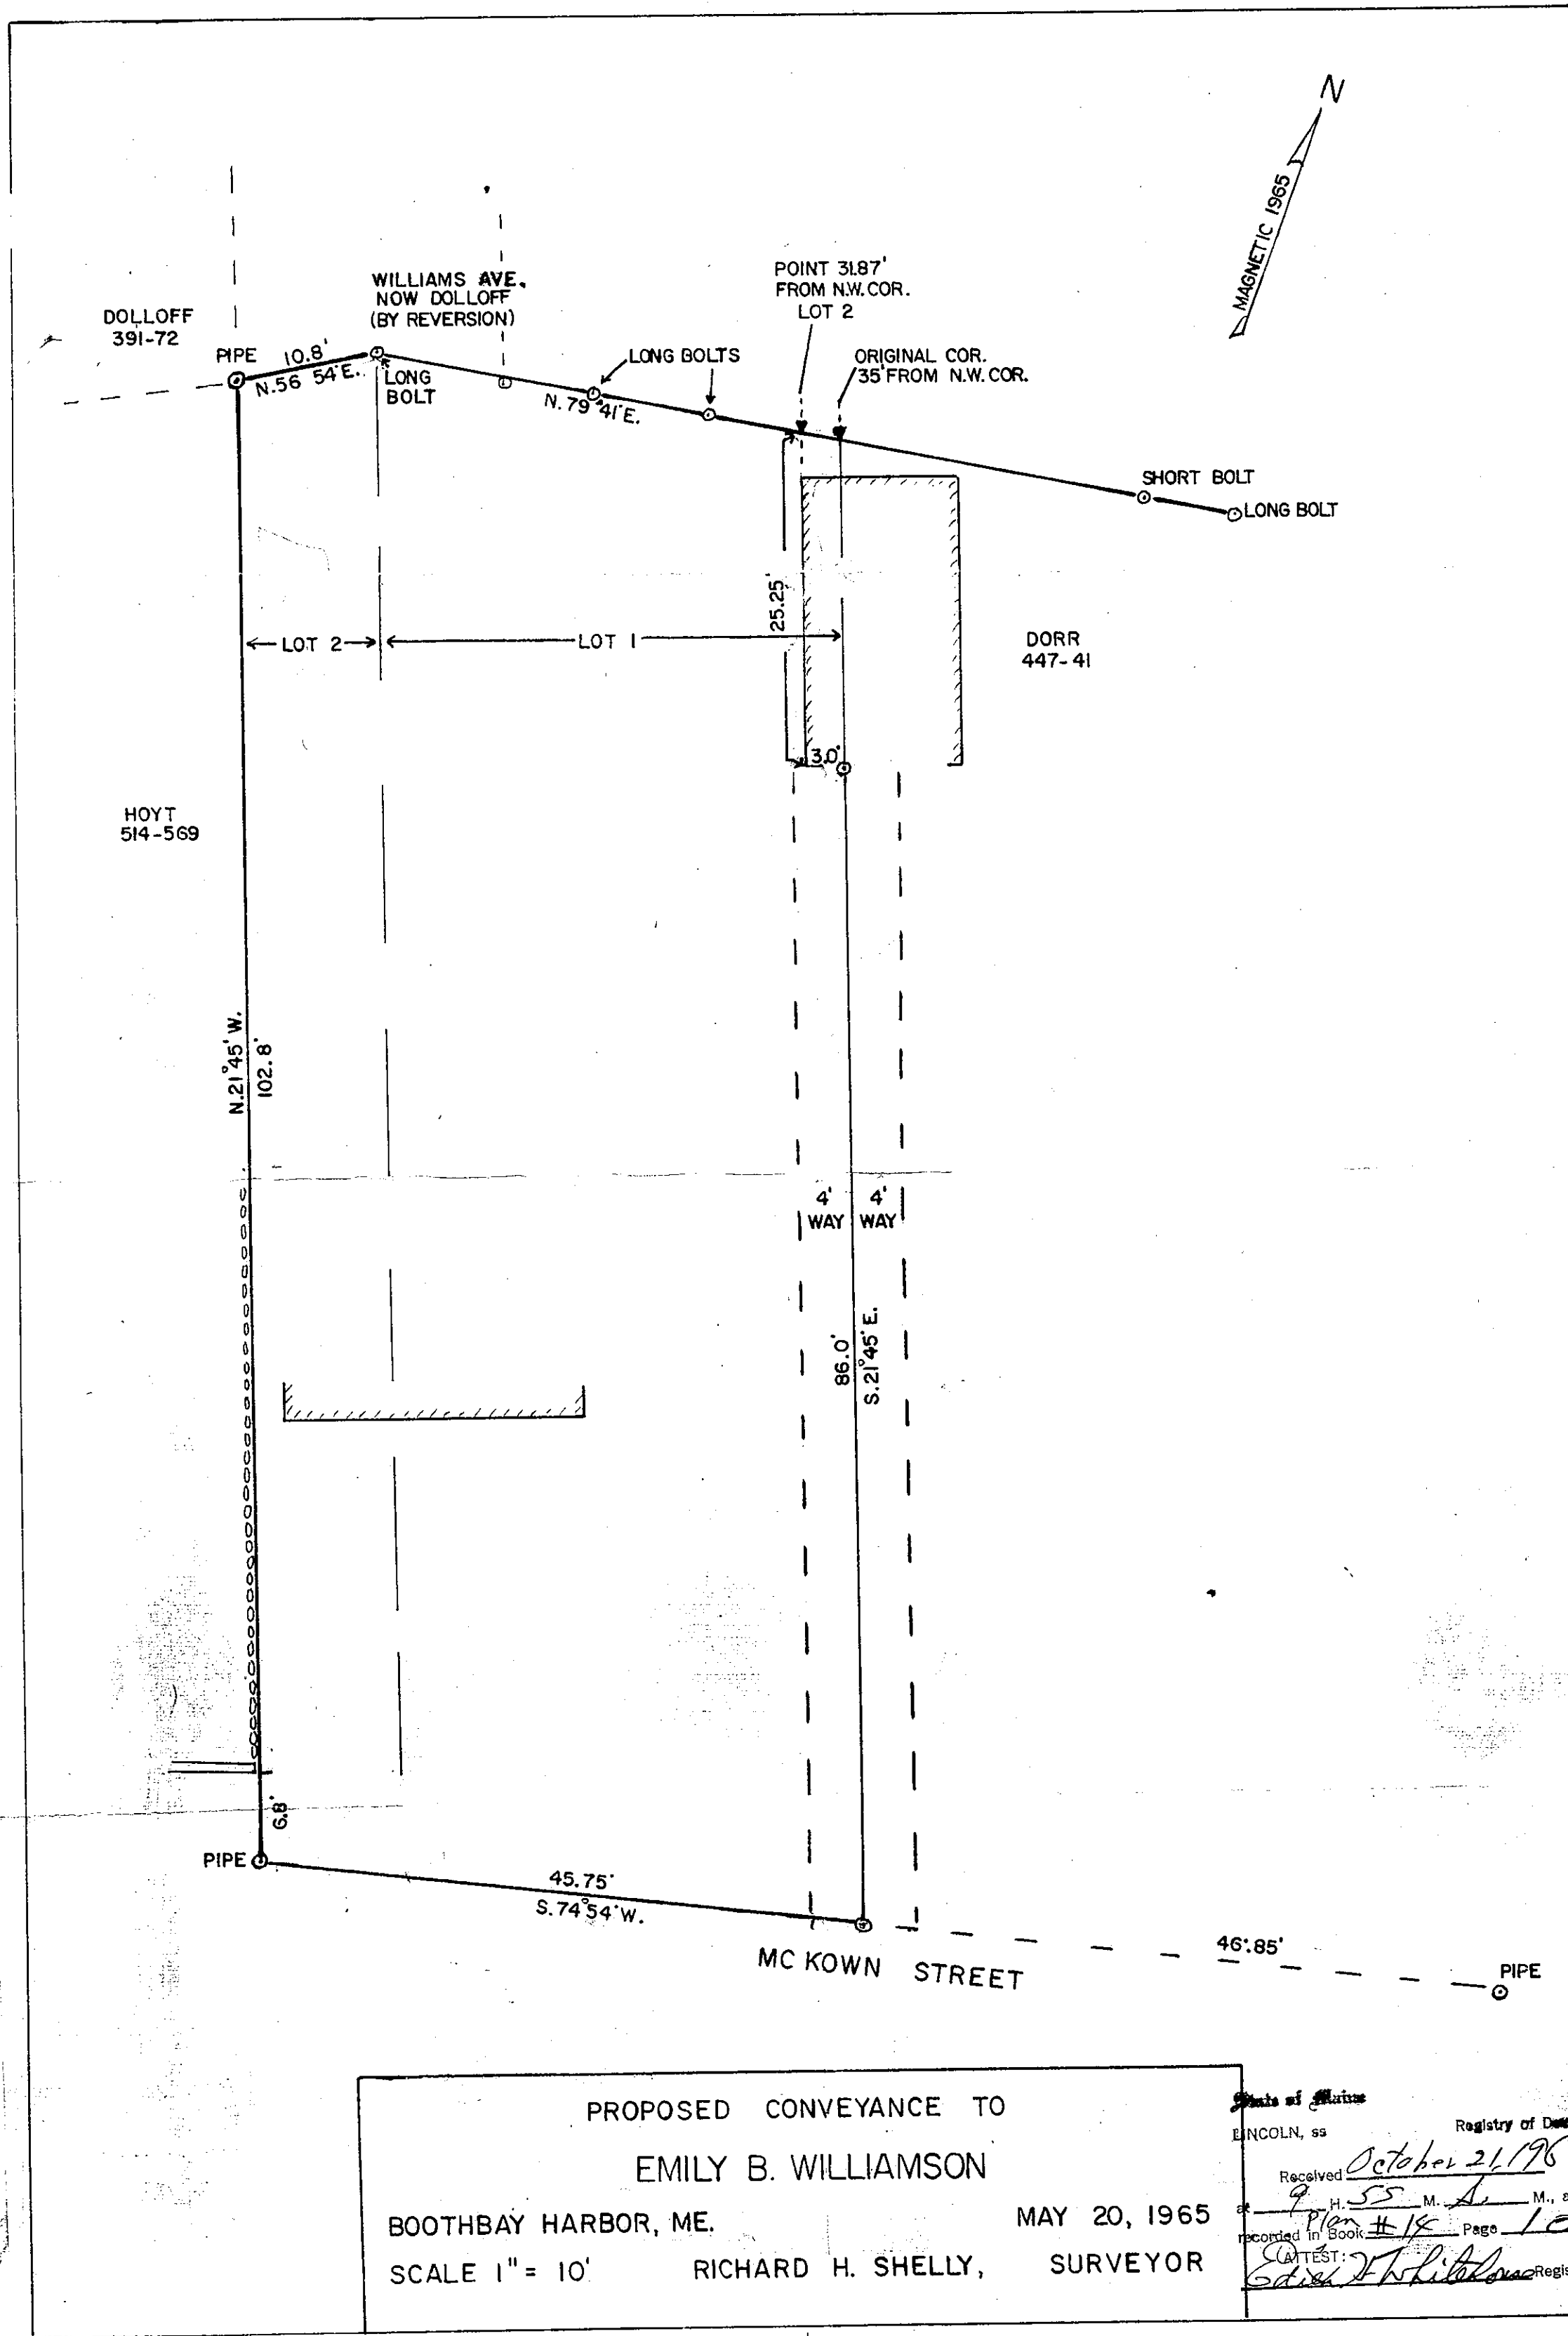 N
MAGNETIC 1965
WILLIAMS AVE.
NOW DOLLOFF
(BY REVERSION)
DOLLOFF
391-72
PIPE
10.8'
N.56 54'E.
LONG
BOLT
LONG BOLTS
N.79°41'E.
POINT 31.87'
FROM N.W. COR.
LOT 2
ORIGINAL COR.
35' FROM N.W. COR.
SHORT BOLT
LONG BOLT
25.25'
LOT 2
LOT 1
DORR
447-41
3.0'
HOYT
514-569
N.21°45'W.
102.8'
4'
WAY
4'
WAY
86.0'
S.21°45'E.
6.8'
PIPE
45.75'
S.74°54'W.
MC KOWN STREET
46.85'
PIPE
PROPOSED CONVEYANCE TO
EMILY B. WILLIAMSON
BOOTHBAY HARBOR, ME. MAY 20, 1965
SCALE 1" = 10' RICHARD H. SHELLY, SURVEYOR
State of Maine
LINCOLN, ss Registry of
Received October 21, 196
at 9 H. 55 M. A. M.,
recorded in Book Plan # 14 Page
ATTEST:
Whitehouse